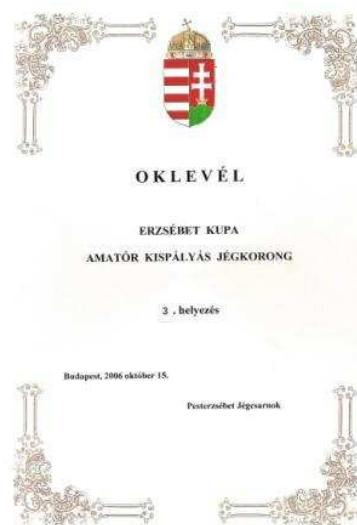 OKLEVÉL
ERZSÉBET KUPA
AMATŐR KISPÁLYÁS JÉGKORONG
3 . helyezés
Budapest, 2006 október 15.
Pesterzsébet Jégcsarnok